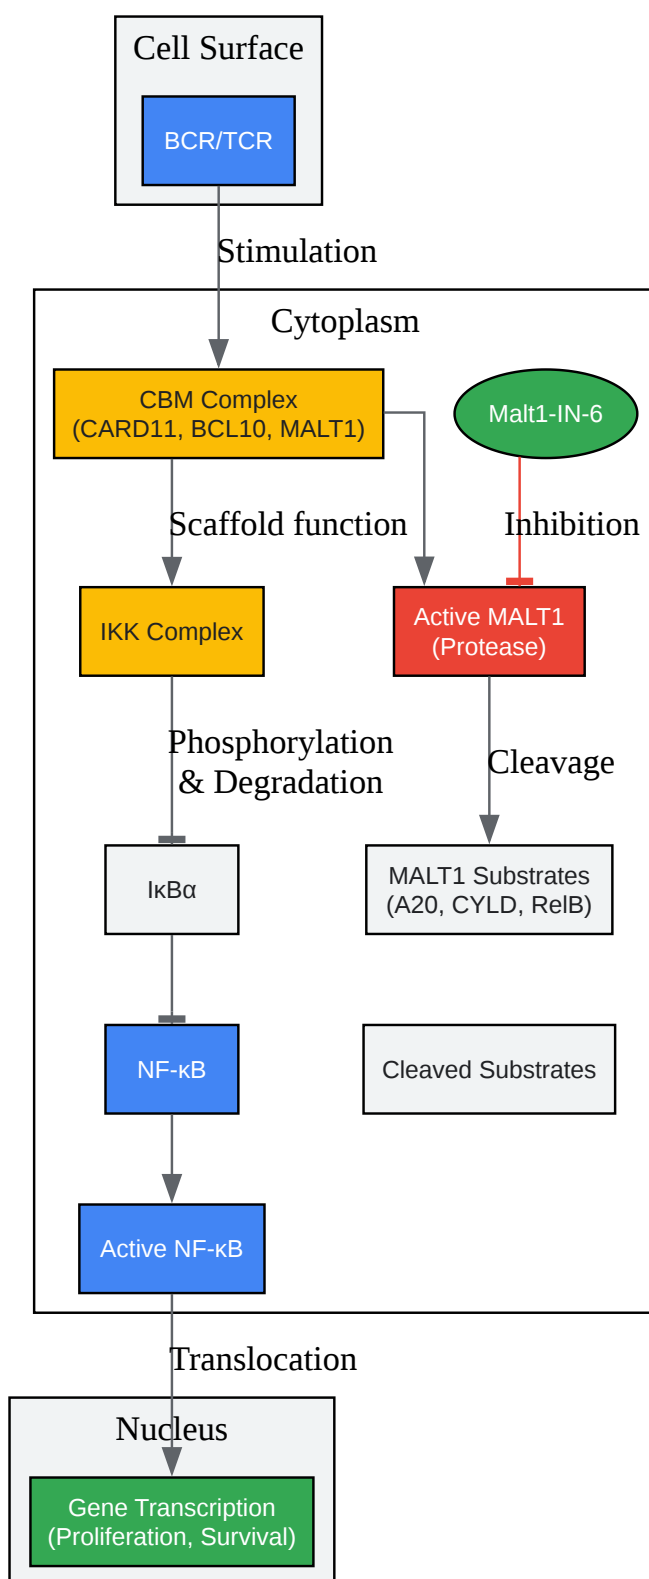 Cell Surface
BCR/TCR
Stimulation
Cytoplasm
CBM Complex
(CARD11, BCL10, MALT1)
Malt1-IN-6
Scaffold function
Inhibition
IKK Complex
Active MALT1
(Protease)
Phosphorylation
& Degradation
Cleavage
IκBα
MALT1 Substrates
(A20, CYLD, RelB)
NF-κB
Cleaved Substrates
Active NF-κB
Translocation
Nucleus
Gene Transcription
(Proliferation, Survival)